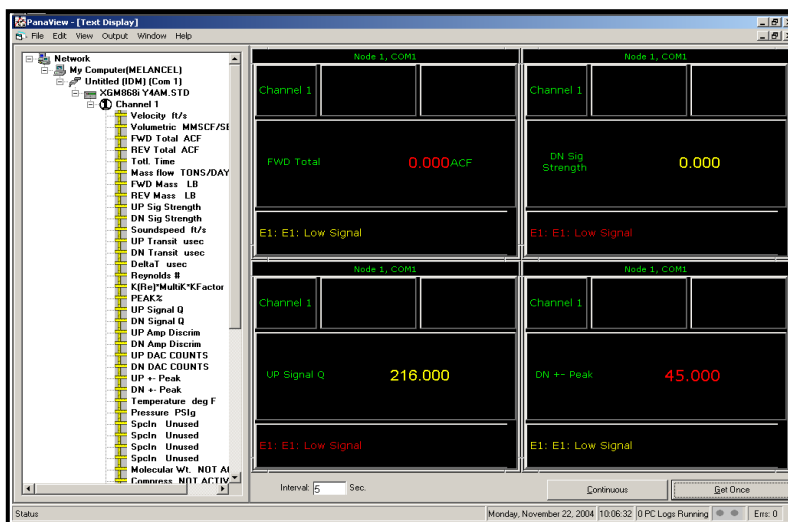 PanaView - [Text Display]
File Edit View Output Window Help
Network
My Computer(MELANCEL)
Untitled (IDM) (Com 1)
XGM868i Y4AM.STD
1 Channel 1
Velocity ft/s
Volumetric MMSCF/SE
FWD Total ACF
REV Total ACF
Totl. Time
Mass flow TONS/DAY
FWD Mass LB
REV Mass LB
UP Sig Strength
DN Sig Strength
Soundspeed ft/s
UP Transit usec
DN Transit usec
DeltaT usec
Reynolds #
K(Re)*MultiK*KFactor
PEAK%
UP Signal Q
DN Signal Q
UP Amp Discrim
DN Amp Discrim
UP DAC COUNTS
DN DAC COUNTS
UP +- Peak
DN +- Peak
Temperature deg F
Pressure PSIg
SpcIn Unused
SpcIn Unused
SpcIn Unused
SpcIn Unused
Molecular Wt. NOT A
Compress NOT ACTIV
Node 1, COM1
Channel 1
FWD Total 0.000 ACF
E1: E1: Low Signal
Node 1, COM1
Channel 1
DN Sig
Strength 0.000
E1: E1: Low Signal
Node 1, COM1
Channel 1
UP Signal Q 216.000
E1: E1: Low Signal
Node 1, COM1
Channel 1
DN +- Peak 45.000
E1: E1: Low Signal
Interval: 5 Sec.
Continuous
Get Once
Status
Monday, November 22, 2004 10:06:32 0 PC Logs Running Errs: 0